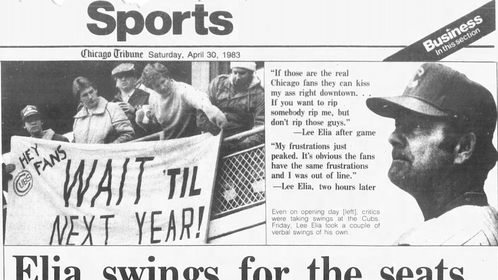 Sports
Chicago Tribune Saturday, April 30, 1983
Business
In this section
HEY
FANS
WAIT 'TIL
NEXT YEAR!
"If those are the real
Chicago fans they can kiss
my ass right downtown. . .
If you want to rip
somebody rip me, but
don't rip those guys."
—Lee Elia after game
"My frustrations just
peaked. It's obvious the fans
have the same frustrations
and I was out of line."
—Lee Elia, two hours later
Even on opening day [left], critics
were taking swings at the Cubs.
Friday, Lee Elia took a couple of
verbal swings of his own.
Elia swings for the seats